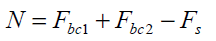 N = F_{bc1} + F_{bc2} − F_s